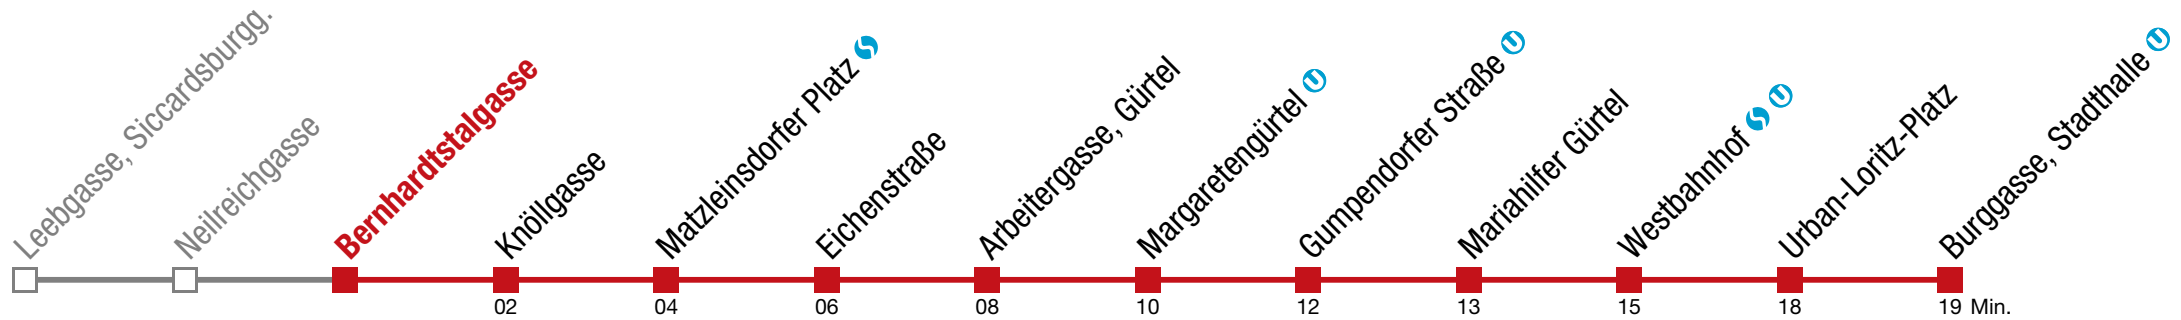 Leebgasse, Siccardsburgg.
Neilreichgasse
Bernhardtstalgasse
Knöllgasse
Matzleinsdorfer Platz S
Eichenstraße
Arbeitergasse, Gürtel
Margaretengürtel U
Gumpendorfer Straße U
Mariahilfer Gürtel
Westbahnhof S U
Urban-Loritz-Platz
Burggasse, Stadthalle U
02 04 06 08 10 12 13 15 18 19 Min.